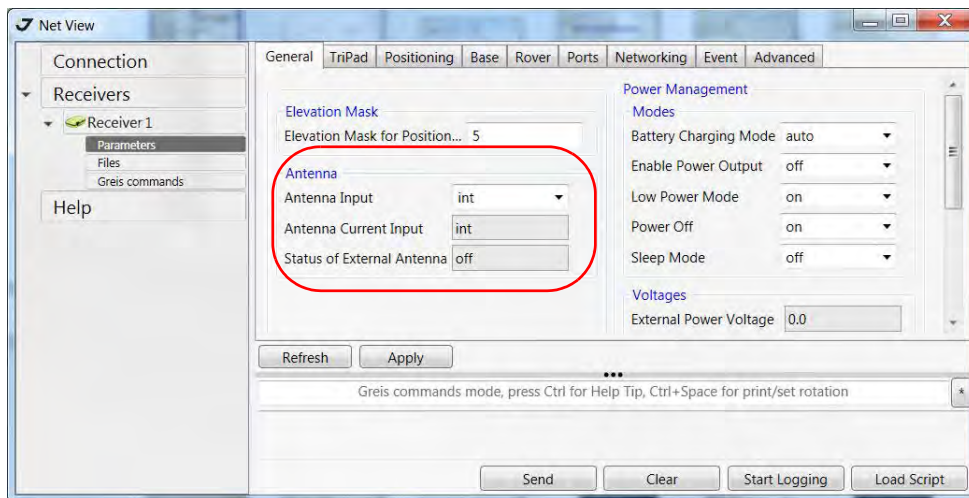 Net View
Connection
Receivers
Receiver 1
Parameters
Files
Greis commands
Help
General TriPad Positioning Base Rover Ports Networking Event Advanced
Elevation Mask
Elevation Mask for Position... 5
Antenna
Antenna Input int
Antenna Current Input int
Status of External Antenna off
Power Management
Modes
Battery Charging Mode auto
Enable Power Output off
Low Power Mode on
Power Off on
Sleep Mode off
Voltages
External Power Voltage 0.0
Refresh Apply
Greis commands mode, press Ctrl for Help Tip, Ctrl+Space for print/set rotation *
Send Clear Start Logging Load Script